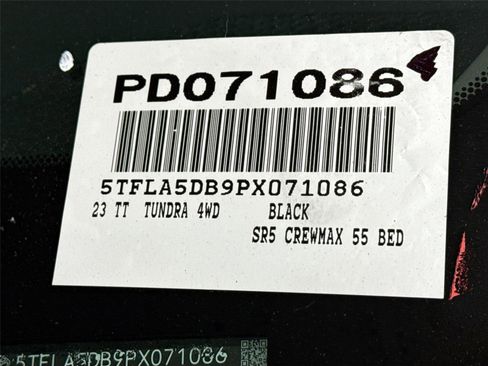 PD071086
5TFLA5DB9PX071086
23 TT TUNDRA 4WD BLACK
SR5 CREWMAX 55 BED
5TFLA5DB9PX071086